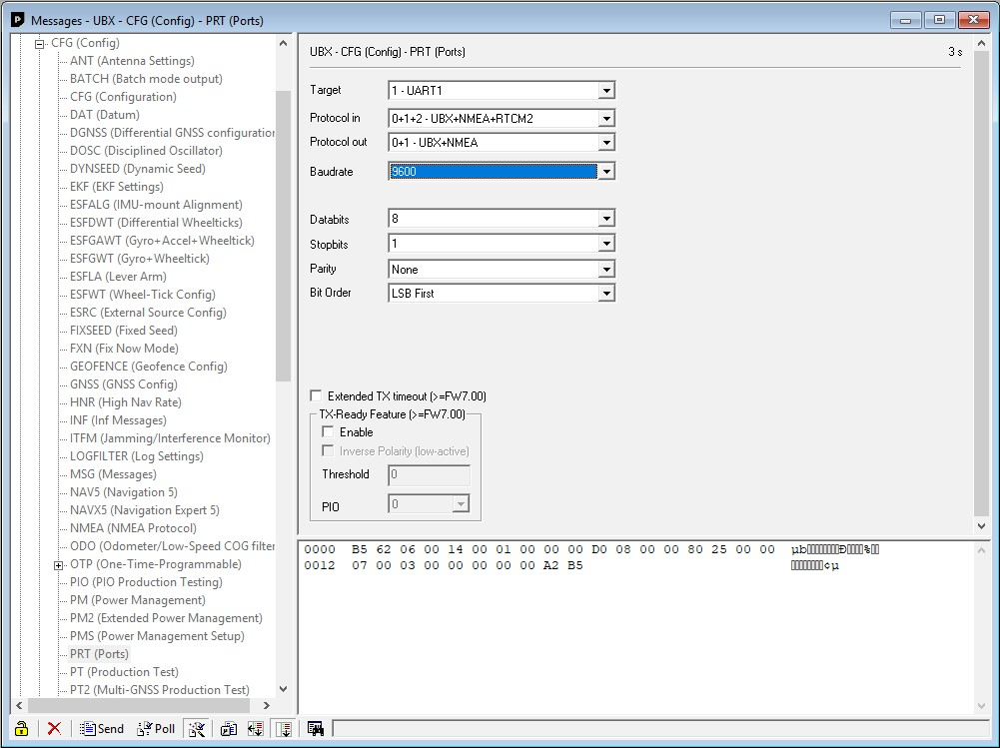 Messages - UBX - CFG (Config) - PRT (Ports)
CFG (Config)
ANT (Antenna Settings)
BATCH (Batch mode output)
CFG (Configuration)
DAT (Datum)
DGNSS (Differential GNSS configuration
DOSC (Disciplined Oscillator)
DYNSEED (Dynamic Seed)
EKF (EKF Settings)
ESFALG (IMU-mount Alignment)
ESFDWT (Differential Wheelticks)
ESFGAWT (Gyro+Accel+Wheeltick)
ESFGWT (Gyro+Wheeltick)
ESFLA (Lever Arm)
ESFWT (Wheel-Tick Config)
ESRC (External Source Config)
FIXSEED (Fixed Seed)
FXN (Fix Now Mode)
GEOFENCE (Geofence Config)
GNSS (GNSS Config)
HNR (High Nav Rate)
INF (Inf Messages)
ITFM (Jamming/Interference Monitor)
LOGFILTER (Log Settings)
MSG (Messages)
NAV5 (Navigation 5)
NAVX5 (Navigation Expert 5)
NMEA (NMEA Protocol)
ODO (Odometer/Low-Speed COG filter
OTP (One-Time-Programmable)
PIO (PIO Production Testing)
PM (Power Management)
PM2 (Extended Power Management)
PMS (Power Management Setup)
PRT (Ports)
PT (Production Test)
PT2 (Multi-GNSS Production Test)
UBX - CFG (Config) - PRT (Ports) 3 s
Target 1 - UART1
Protocol in 0+1+2 - UBX+NMEA+RTCM2
Protocol out 0+1 - UBX+NMEA
Baudrate 9600
Databits 8
Stopbits 1
Parity None
Bit Order LSB First
Extended TX timeout (>=FW7.00)
TX-Ready Feature (>=FW7.00)
Enable
Inverse Polarity (low-active)
Threshold 0
PIO 0
0000 B5 62 06 00 14 00 01 00 00 00 D0 08 00 00 80 25 00 00 µb▯▯▯▯▯▯▯▯Ð▯▯▯▯%▯▯
0012 07 00 03 00 00 00 00 00 A2 B5 ▯▯▯▯▯▯▯▯¢µ
Send Poll